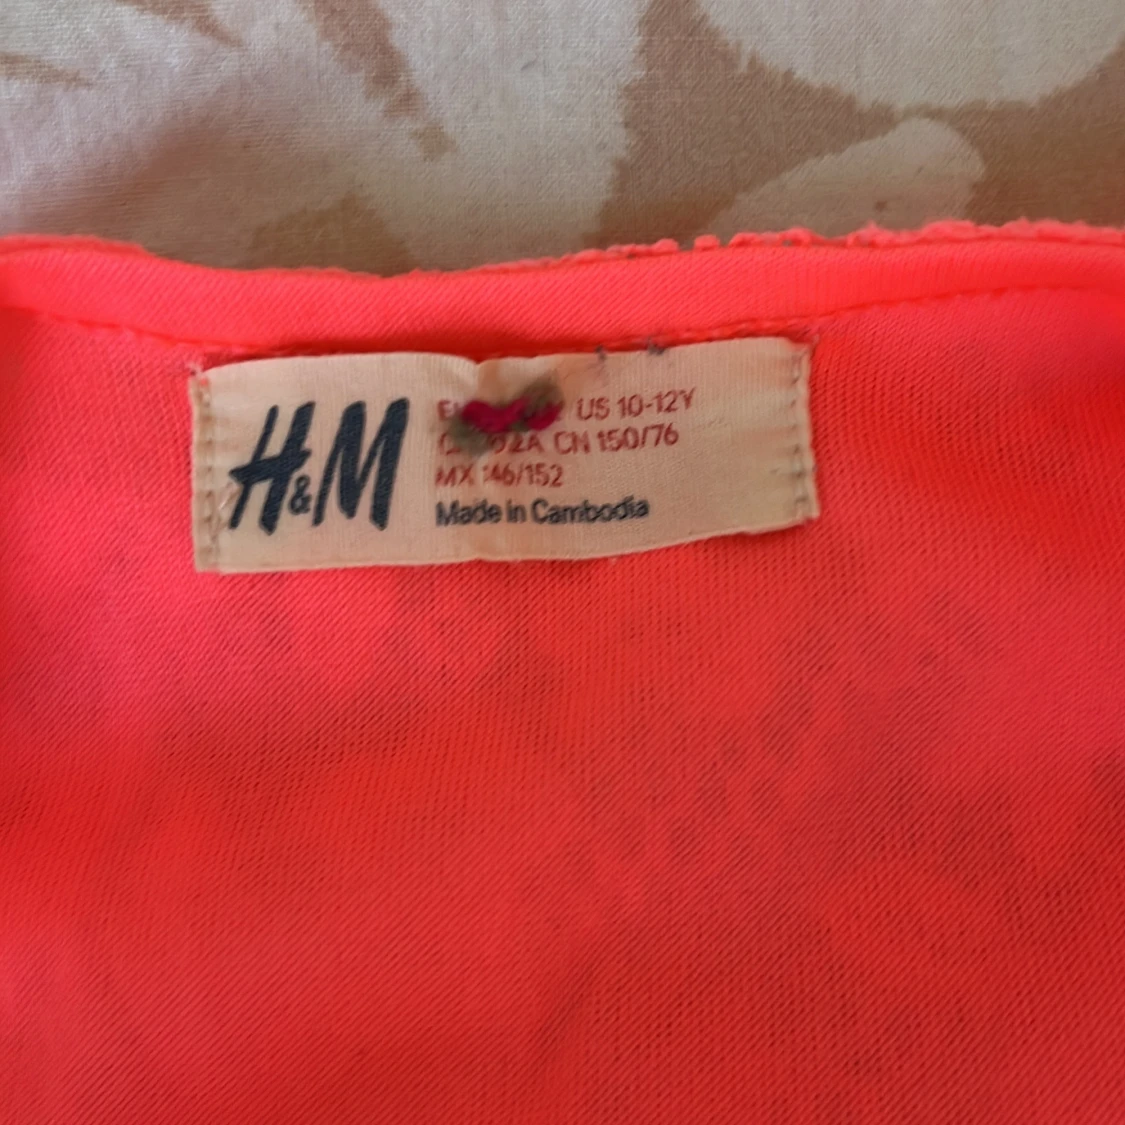 H&M
US 10-12Y
CN 150/76
MX 146/152
Made in Cambodia